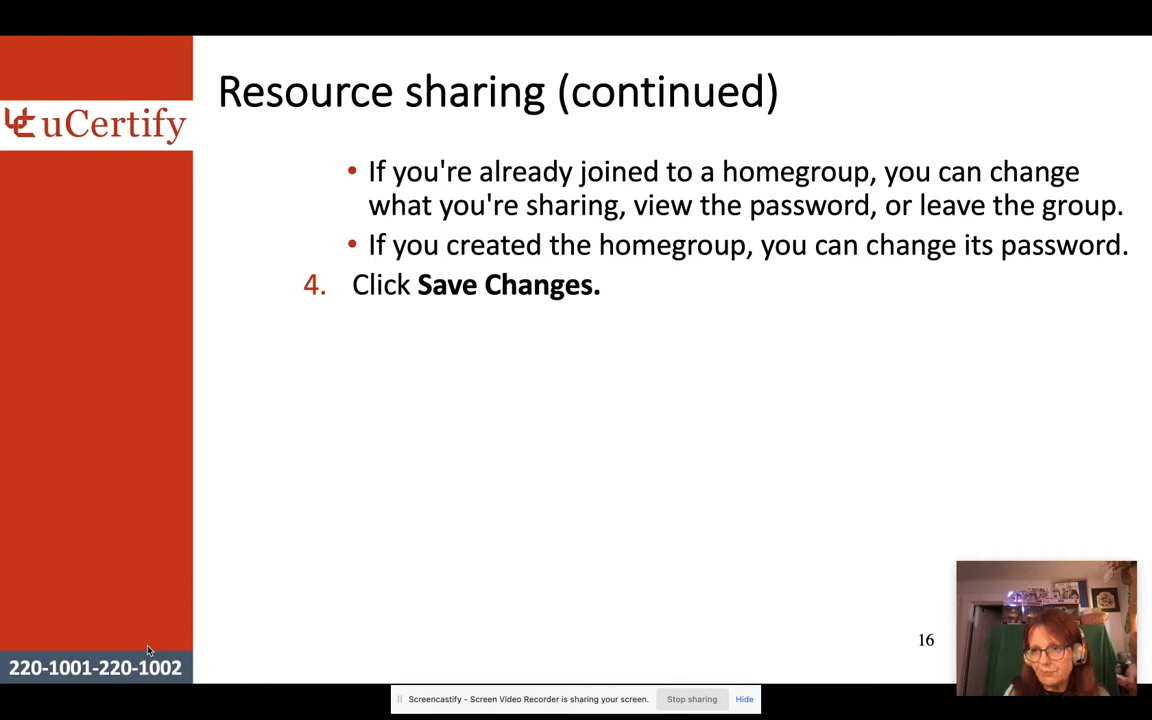 Resource sharing (continued)
uCertify
• If you're already joined to a homegroup, you can change
what you're sharing, view the password, or leave the group.
• If you created the homegroup, you can change its password.
4. Click Save Changes.
16
220-1001-220-1002
Screencastify - Screen Video Recorder is sharing your screen.
Stop sharing
Hide